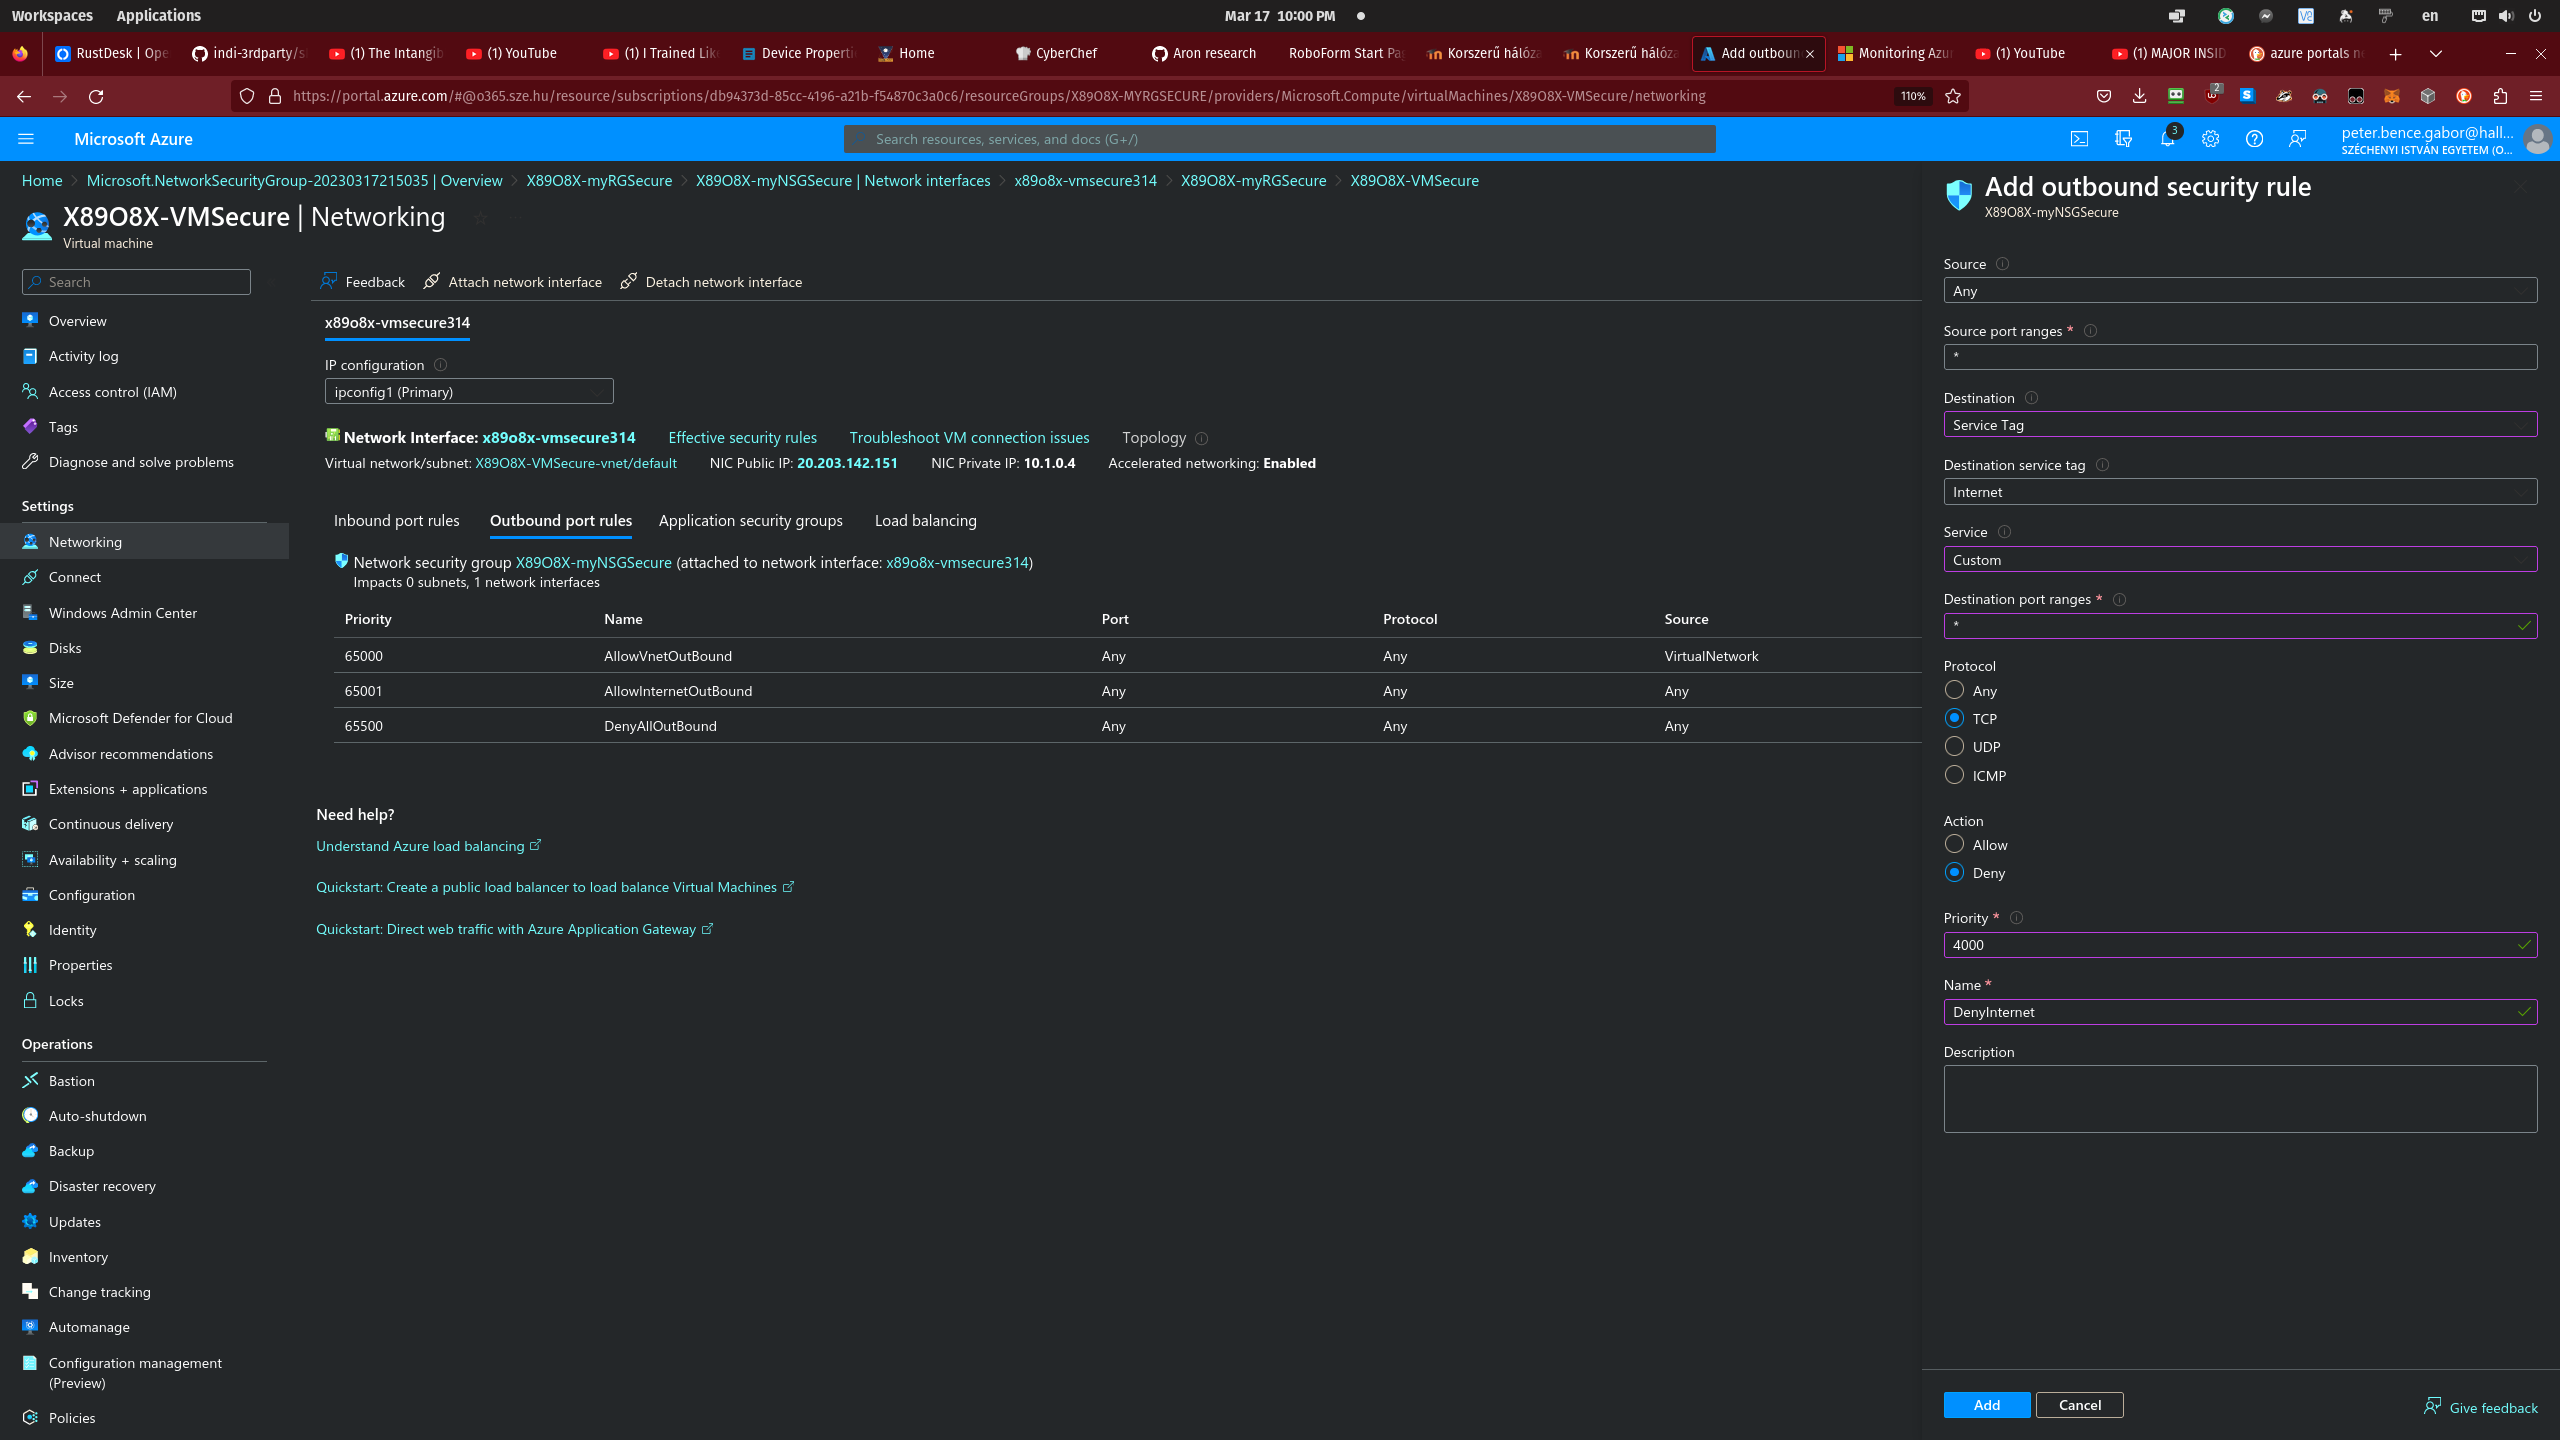 Workspaces Applications Mar 17 10:00 PM en
RustDesk | Ope indi-3rdparty/s (1) The Intangib (1) YouTube (1) I Trained Like Device Propertie Home CyberChef Aron research RoboForm Start Pa Korszerű hálóza Korszerű hálóza Add outboun Monitoring Azur (1) YouTube (1) MAJOR INSID azure portals n
https://portal.azure.com/#@o365.sze.hu/resource/subscriptions/db94373d-85cc-4196-a21b-f54870c3a0c6/resourceGroups/X89O8X-MYRGSECURE/providers/Microsoft.Compute/virtualMachines/X89O8X-VMSecure/networking 110% 2
Microsoft Azure Search resources, services, and docs (G+/) 3 peter.bence.gabor@hall...
SZÉCHENYI ISTVÁN EGYETEM (O...
Home Microsoft.NetworkSecurityGroup-20230317215035 | Overview X89O8X-myRGSecure X89O8X-myNSGSecure | Network interfaces x89o8x-vmsecure314 X89O8X-myRGSecure X89O8X-VMSecure
X89O8X-VMSecure | Networking
Virtual machine
Search
Overview
Activity log
Access control (IAM)
Tags
Diagnose and solve problems
Settings
Networking
Connect
Windows Admin Center
Disks
Size
Microsoft Defender for Cloud
Advisor recommendations
Extensions + applications
Continuous delivery
Availability + scaling
Configuration
Identity
Properties
Locks
Operations
Bastion
Auto-shutdown
Backup
Disaster recovery
Updates
Inventory
Change tracking
Automanage
Configuration management
(Preview)
Policies
Feedback Attach network interface Detach network interface
x89o8x-vmsecure314
IP configuration
ipconfig1 (Primary)
Network Interface: x89o8x-vmsecure314 Effective security rules Troubleshoot VM connection issues Topology
Virtual network/subnet: X89O8X-VMSecure-vnet/default NIC Public IP: 20.203.142.151 NIC Private IP: 10.1.0.4 Accelerated networking: Enabled
Inbound port rules Outbound port rules Application security groups Load balancing
Network security group X89O8X-myNSGSecure (attached to network interface: x89o8x-vmsecure314)
Impacts 0 subnets, 1 network interfaces
Priority Name Port Protocol Source
65000 AllowVnetOutBound Any Any VirtualNetwork
65001 AllowInternetOutBound Any Any Any
65500 DenyAllOutBound Any Any Any
Need help?
Understand Azure load balancing
Quickstart: Create a public load balancer to load balance Virtual Machines
Quickstart: Direct web traffic with Azure Application Gateway
Add outbound security rule
X89O8X-myNSGSecure
Source
Any
Source port ranges *
*
Destination
Service Tag
Destination service tag
Internet
Service
Custom
Destination port ranges *
*
Protocol
Any
TCP
UDP
ICMP
Action
Allow
Deny
Priority *
4000
Name *
DenyInternet
Description
Add Cancel Give feedback